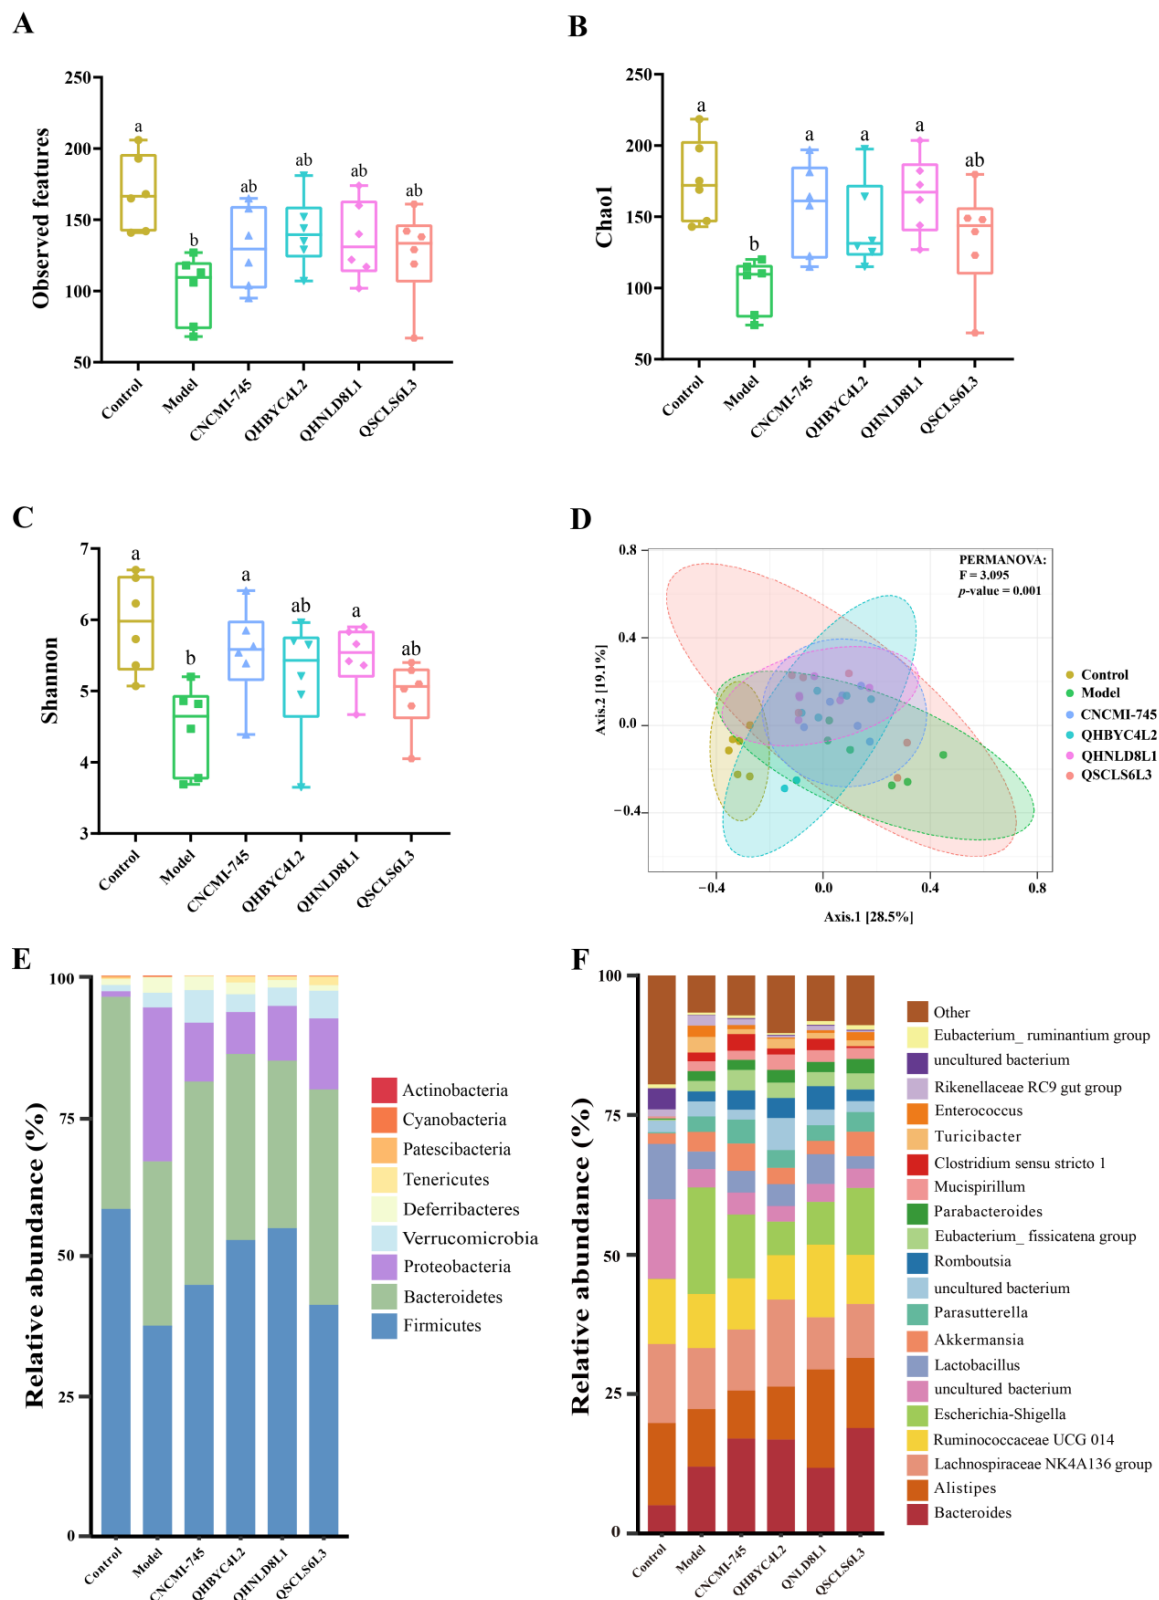 A
250
200
150
100
50
Observed features
a
b
ab
ab
ab
ab
Control
Model
CNCMI-745
QHBYC4L2
QHNLD8L1
QSCLS6L3
B
250
200
150
100
50
Chao1
a
b
a
a
a
ab
Control
Model
CNCMI-745
QHBYC4L2
QHNLD8L1
QSCLS6L3
C
7
6
5
4
3
Shannon
a
b
a
ab
a
ab
Control
Model
CNCMI-745
QHBYC4L2
QHNLD8L1
QSCLS6L3
D
0.8
0.4
0.0
−0.4
Axis.2 [19.1%]
PERMANOVA:
F = 3.095
p-value = 0.001
−0.4
0.0
0.4
0.8
Axis.1 [28.5%]
Control
Model
CNCMI-745
QHBYC4L2
QHNLD8L1
QSCLS6L3
E
100
75
50
25
0
Relative abundance (%)
Control
Model
CNCMI-745
QHBYC4L2
QHNLD8L1
QSCLS6L3
Actinobacteria
Cyanobacteria
Patescibacteria
Tenericutes
Deferribacteres
Verrucomicrobia
Proteobacteria
Bacteroidetes
Firmicutes
F
100
75
50
25
0
Relative abundance (%)
Control
Model
CNCMI-745
QHBYC4L2
QNLD8L1
QSCLS6L3
Other
Eubacterium_ ruminantium group
uncultured bacterium
Rikenellaceae RC9 gut group
Enterococcus
Turicibacter
Clostridium sensu stricto 1
Mucispirillum
Parabacteroides
Eubacterium_ fissicatena group
Romboutsia
uncultured bacterium
Parasutterella
Akkermansia
Lactobacillus
uncultured bacterium
Escherichia-Shigella
Ruminococcaceae UCG 014
Lachnospiraceae NK4A136 group
Alistipes
Bacteroides